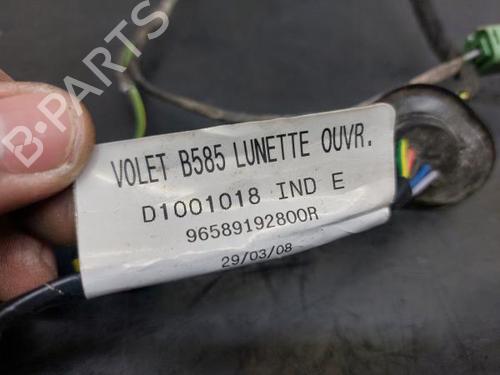 B-PARTS
VOLET B585 LUNETTE OUVR.
D1001018 IND E
96589192800R
29/03/08